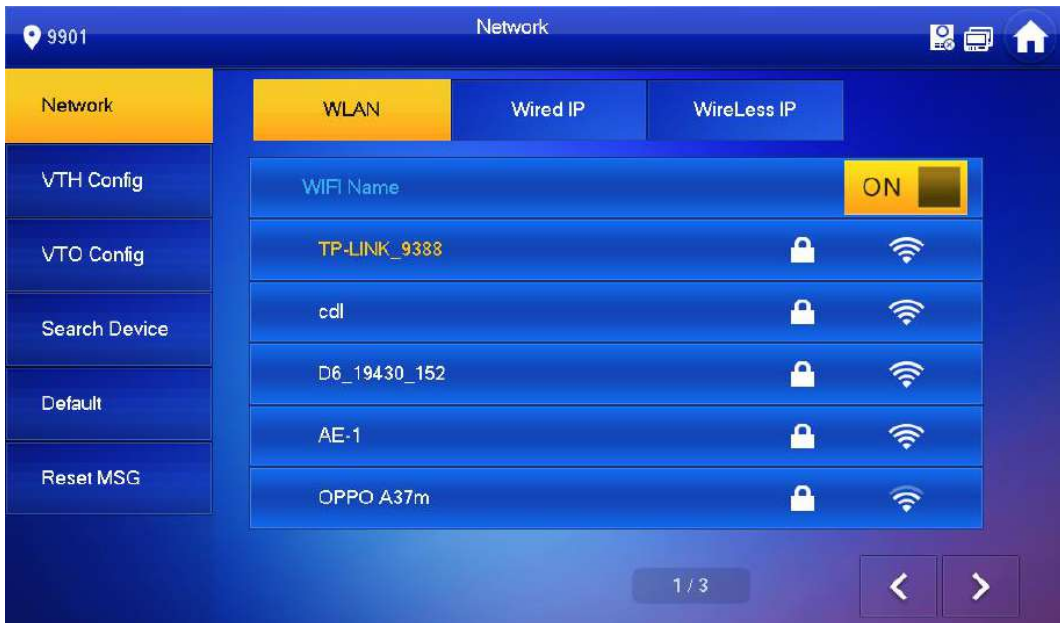 9901
Network
Network
VTH Config
VTO Config
Search Device
Default
Reset MSG
WLAN
Wired IP
WireLess IP
WIFI Name
ON
TP-LINK_9388
cdl
D6_19430_152
AE-1
OPPO A37m
1 / 3